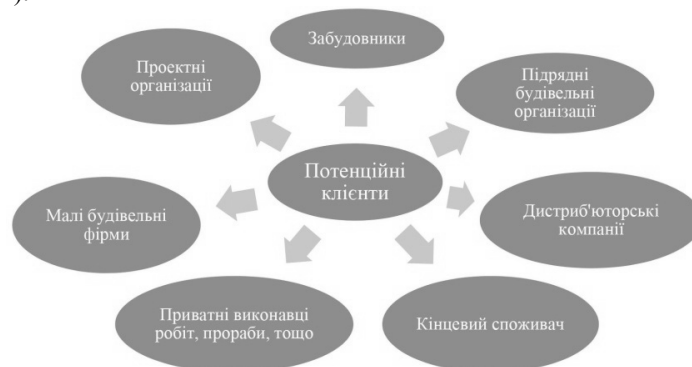 ).
Забудовники
Проектні
організації
Підрядні
будівельні
організації
Потенційні
клієнти
Малі будівельні
фірми
Дистриб'юторські
компанії
Приватні виконавці
робіт, прораби, тощо
Кінцевий споживач